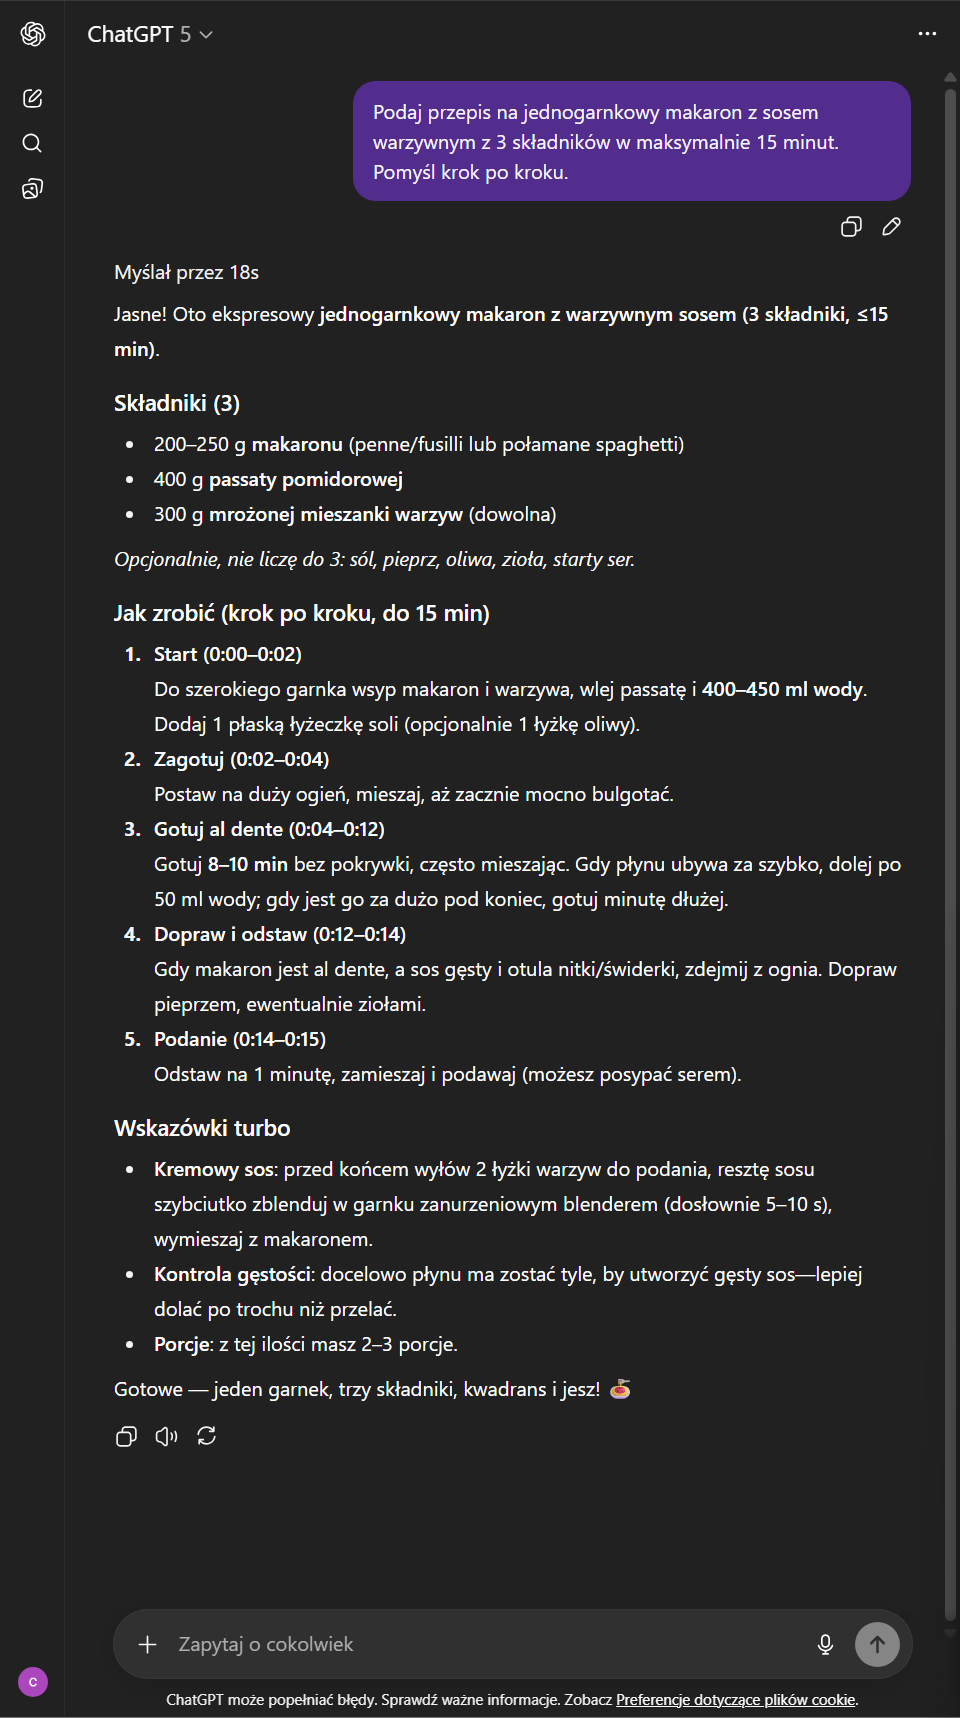 ChatGPT 5
Podaj przepis na jednogarnkowy makaron z sosem
warzywnym z 3 składników w maksymalnie 15 minut.
Pomyśl krok po kroku.
Myślał przez 18s
Jasne! Oto ekspresowy jednogarnkowy makaron z warzywnym sosem (3 składniki, ≤15
min).
Składniki (3)
• 200–250 g makaronu (penne/fusilli lub połamane spaghetti)
• 400 g passaty pomidorowej
• 300 g mrożonej mieszanki warzyw (dowolna)
Opcjonalnie, nie liczę do 3: sól, pieprz, oliwa, zioła, starty ser.
Jak zrobić (krok po kroku, do 15 min)
1. Start (0:00–0:02)
Do szerokiego garnka wsyp makaron i warzywa, wlej passatę i 400–450 ml wody.
Dodaj 1 płaską łyżeczkę soli (opcjonalnie 1 łyżkę oliwy).
2. Zagotuj (0:02–0:04)
Postaw na duży ogień, mieszaj, aż zacznie mocno bulgotać.
3. Gotuj al dente (0:04–0:12)
Gotuj 8–10 min bez pokrywki, często mieszając. Gdy płynu ubywa za szybko, dolej po
50 ml wody; gdy jest go za dużo pod koniec, gotuj minutę dłużej.
4. Dopraw i odstaw (0:12–0:14)
Gdy makaron jest al dente, a sos gęsty i otula nitki/świderki, zdejmij z ognia. Dopraw
pieprzem, ewentualnie ziołami.
5. Podanie (0:14–0:15)
Odstaw na 1 minutę, zamieszaj i podawaj (możesz posypać serem).
Wskazówki turbo
• Kremowy sos: przed końcem wyłów 2 łyżki warzyw do podania, resztę sosu
szybciutko zblenduj w garnku zanurzeniowym blenderem (dosłownie 5–10 s),
wymieszaj z makaronem.
• Kontrola gęstości: docelowo płynu ma zostać tyle, by utworzyć gęsty sos—lepiej
dolać po trochu niż przelać.
• Porcje: z tej ilości masz 2–3 porcje.
Gotowe — jeden garnek, trzy składniki, kwadrans i jesz! 🍝
Zapytaj o cokolwiek
C
ChatGPT może popełniać błędy. Sprawdź ważne informacje. Zobacz Preferencje dotyczące plików cookie.